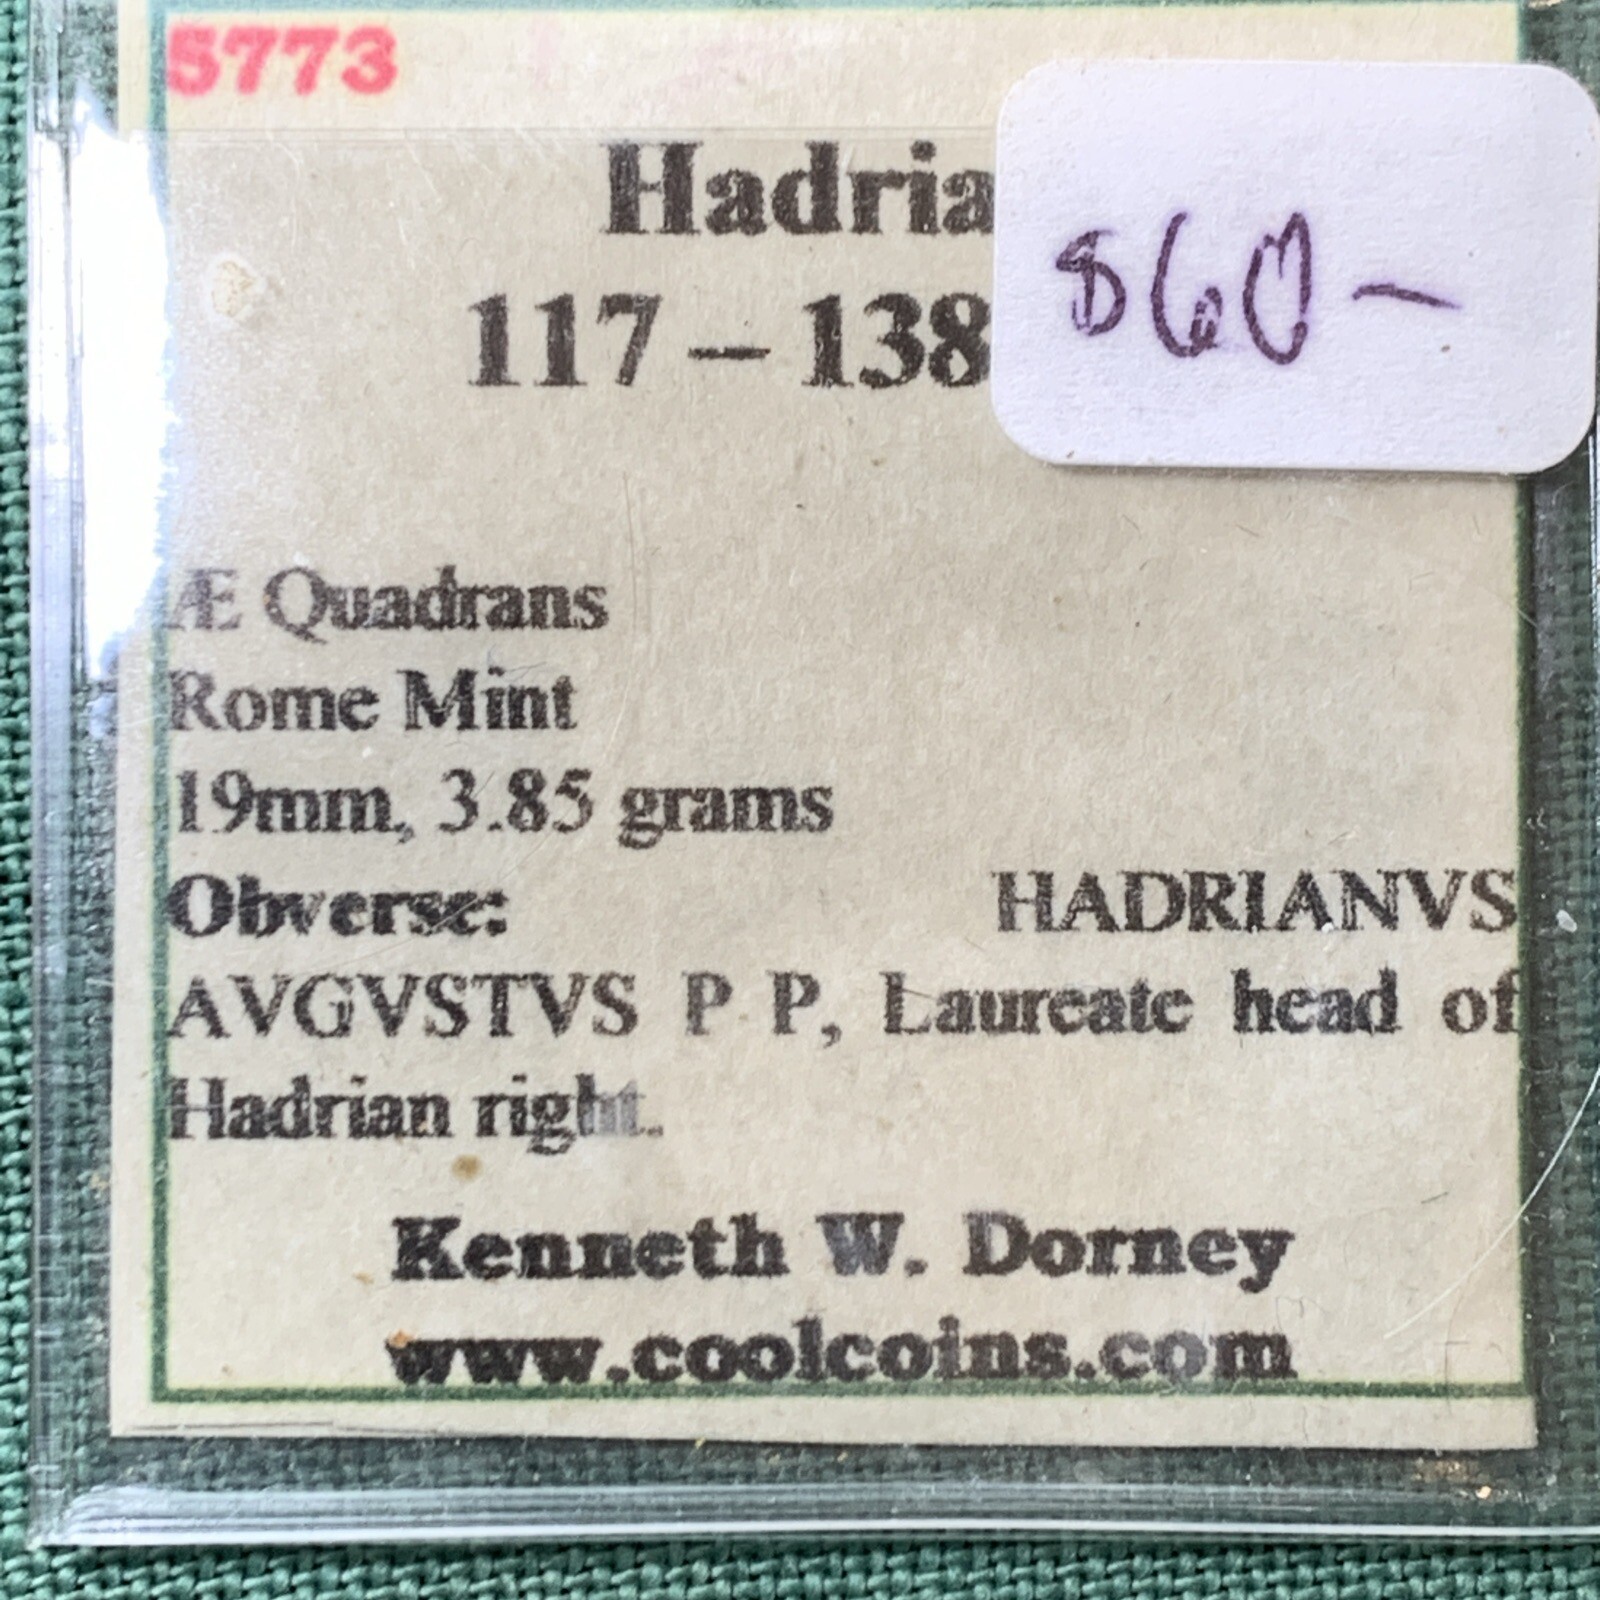 5773
Hadria
$60-
117 – 138
Æ Quadrans
Rome Mint
19mm, 3.85 grams
Obverse: HADRIANVS
AVGVSTVS P P, Laureate head of
Hadrian right.
Kenneth W. Dorney
www.coolcoins.com